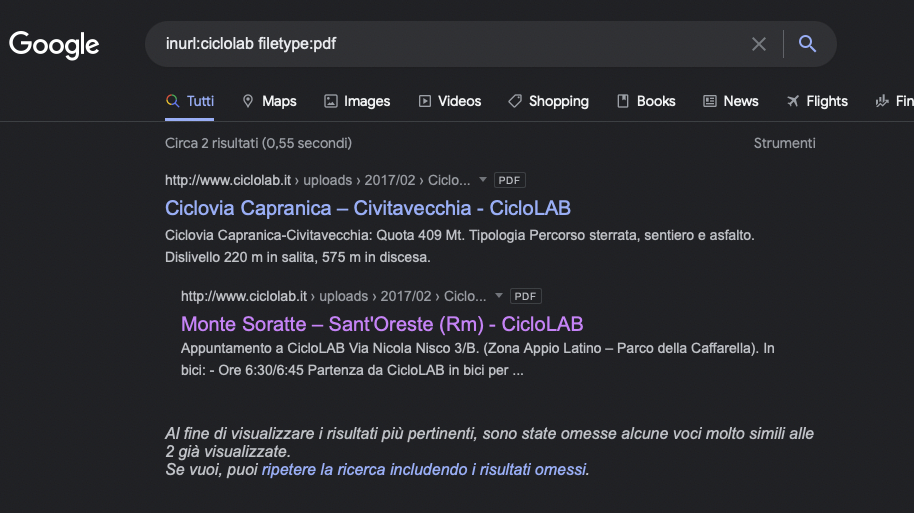 Google
inurl:ciclolab filetype:pdf
Tutti Maps Images Videos Shopping Books News Flights Fin
Circa 2 risultati (0,55 secondi) Strumenti
http://www.ciclolab.it › uploads › 2017/02 › Ciclo... PDF
Ciclovia Capranica – Civitavecchia - CicloLAB
Ciclovia Capranica-Civitavecchia: Quota 409 Mt. Tipologia Percorso sterrata, sentiero e asfalto.
Dislivello 220 m in salita, 575 m in discesa.
http://www.ciclolab.it › uploads › 2017/02 › Ciclo... PDF
Monte Soratte – Sant'Oreste (Rm) - CicloLAB
Appuntamento a CicloLAB Via Nicola Nisco 3/B. (Zona Appio Latino – Parco della Caffarella). In
bici: - Ore 6:30/6:45 Partenza da CicloLAB in bici per ...
Al fine di visualizzare i risultati più pertinenti, sono state omesse alcune voci molto simili alle
2 già visualizzate.
Se vuoi, puoi ripetere la ricerca includendo i risultati omessi.